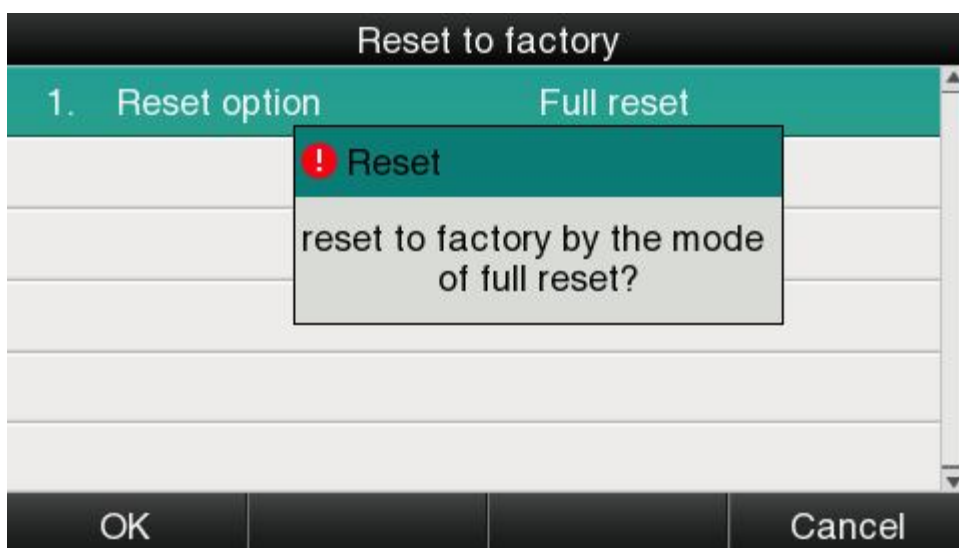 Reset to factory
1. Reset option Full reset
! Reset
reset to factory by the mode
of full reset?
OK Cancel